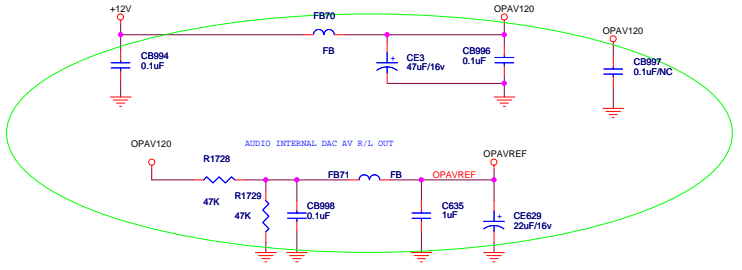 +12V
FB70
OPAV120
OPAV120
FB
CB994
0.1uF
CE3
47uF/16v
CB996
0.1uF
CB997
0.1uF/NC
AUDIO INTERNAL DAC AV R/L OUT
OPAV120
OPAVREF
R1728
FB71
FB
OPAVREF
47K
R1729
47K
CB998
0.1uF
C635
1uF
CE629
22uF/16v